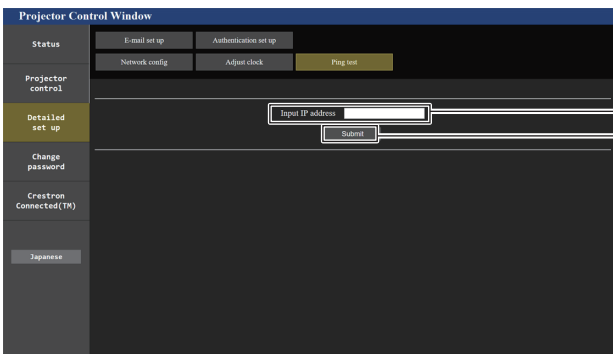 Projector Control Window
Status
E-mail set up
Authentication set up
Network config
Adjust clock
Ping test
Projector
control
Detailed
set up
Input IP address
Submit
Change
password
Crestron
Connected(TM)
Japanese